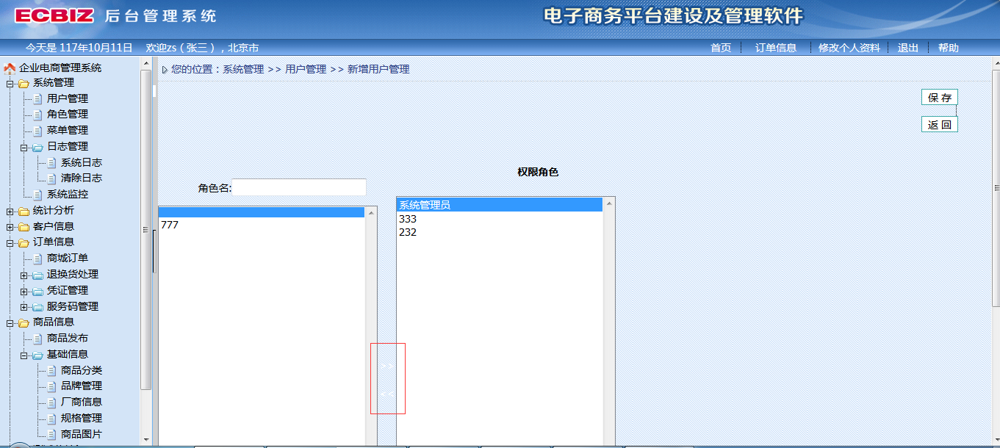 ECBIZ 后台管理系统
电子商务平台建设及管理软件
今天是 117年10月11日 欢迎zs（张三），北京市
首页 订单信息 修改个人资料 退出 帮助
企业电商管理系统
系统管理
用户管理
角色管理
菜单管理
日志管理
系统日志
清除日志
系统监控
统计分析
客户信息
订单信息
商城订单
退换货处理
凭证管理
服务码管理
商品信息
商品发布
基础信息
商品分类
品牌管理
厂商信息
规格管理
商品图片
您的位置：系统管理 >> 用户管理 >> 新增用户管理
保 存
返 回
权限角色
角色名:
777
>>
<<
系统管理员
333
232